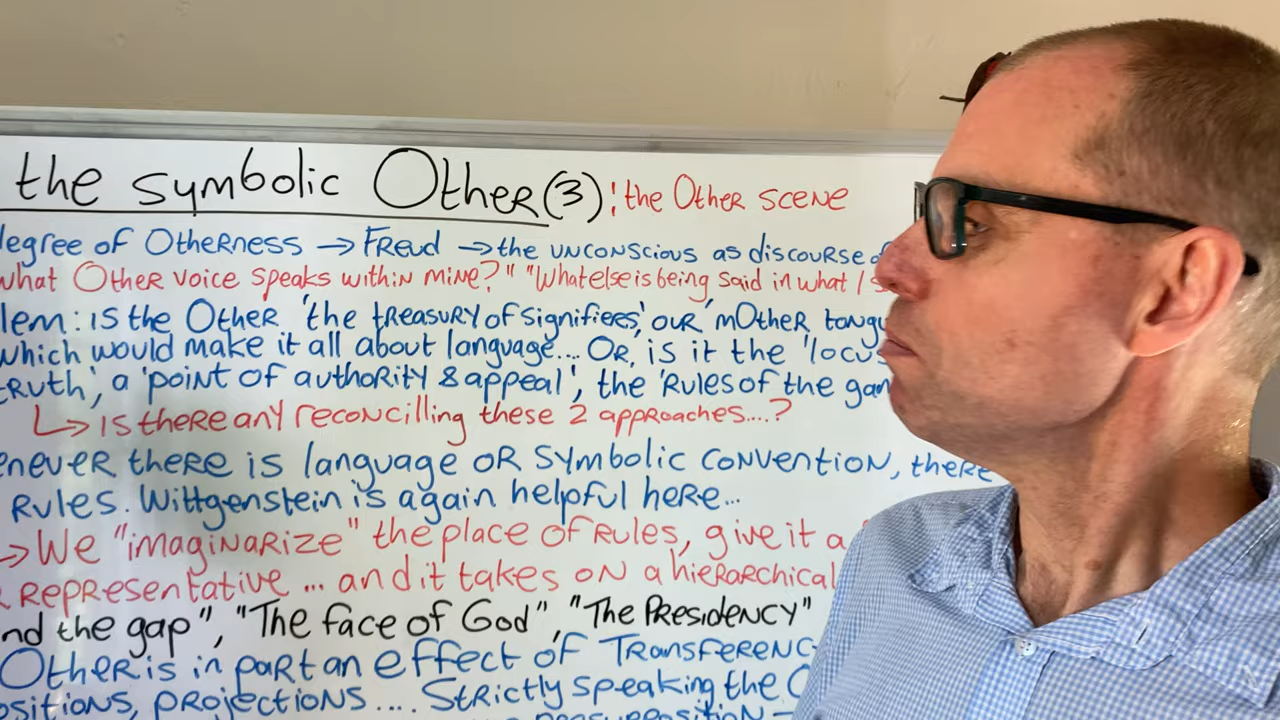 the symbolic Other (3): the Other scene
degree of Otherness → Freud → the unconscious as discourse of
what Other voice speaks within mine?" "What else is being said in what I s
lem: is the Other 'the treasury of signifiers', our 'mOther tongu
which would make it all about language... Or, is it the 'locus
truth', a 'point of authority & appeal', the 'rules of the gam
↳ is there any reconcilling these 2 approaches....?
enever there is language or symbolic convention, there
rules. Wittgenstein is again helpful here...
→ We "imaginarize" the place of rules, give it a
representative ... and it takes on a hierarchical
nd the gap", "The face of God", "The Presidency"
Other is in part an effect of Transferenc
ositions, projections .... Strictly speaking the O
presupposition –